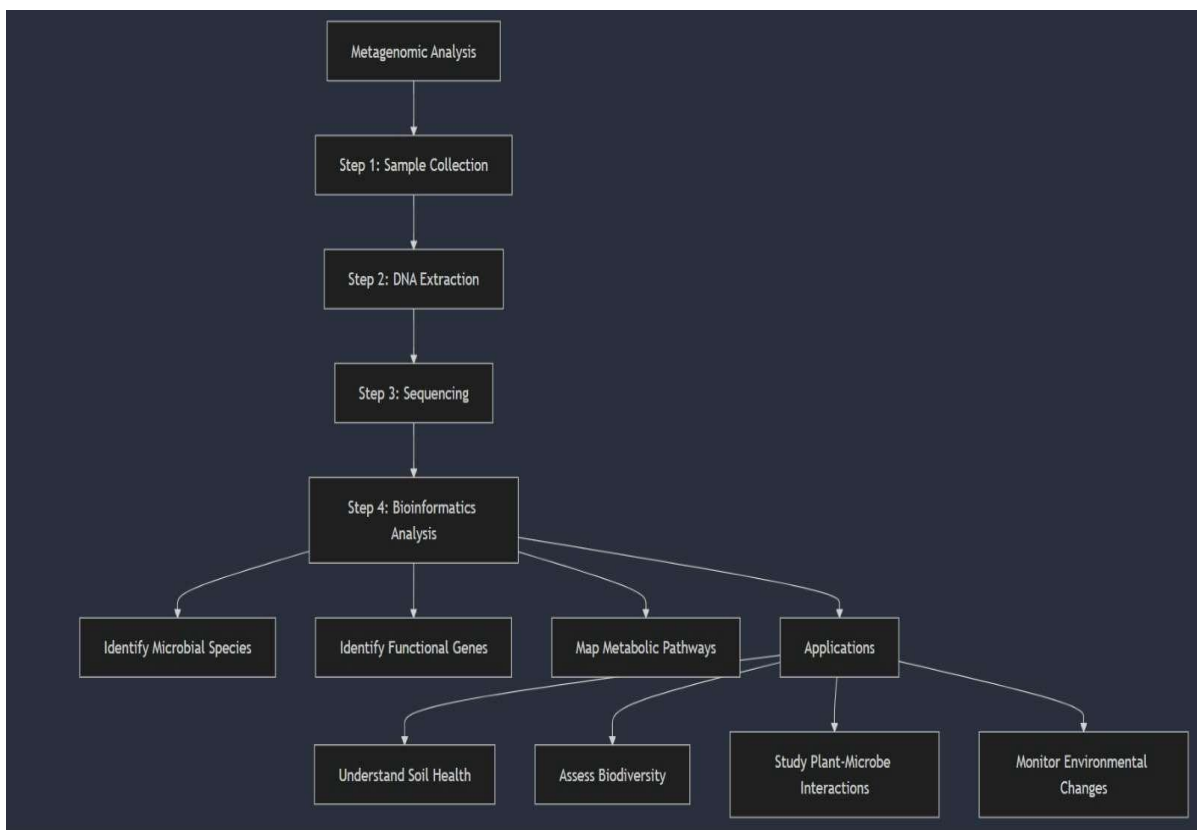 Metagenomic Analysis
Step 1: Sample Collection
Step 2: DNA Extraction
Step 3: Sequencing
Step 4: Bioinformatics
Analysis
Identify Microbial Species
Identify Functional Genes
Map Metabolic Pathways
Applications
Understand Soil Health
Assess Biodiversity
Study Plant-Microbe
Interactions
Monitor Environmental
Changes